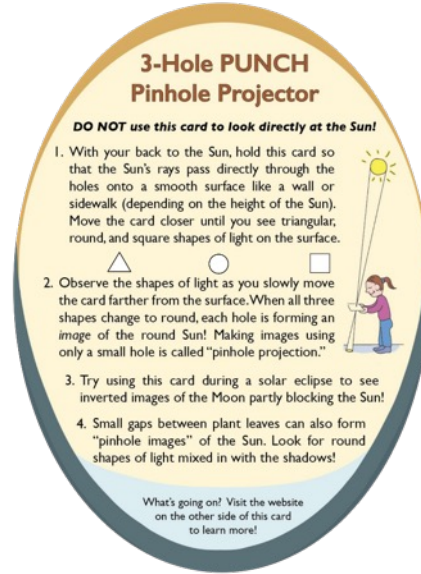 3-Hole PUNCH
Pinhole Projector
DO NOT use this card to look directly at the Sun!
1. With your back to the Sun, hold this card so
that the Sun's rays pass directly through the
holes onto a smooth surface like a wall or
sidewalk (depending on the height of the Sun).
Move the card closer until you see triangular,
round, and square shapes of light on the surface.
2. Observe the shapes of light as you slowly move
the card farther from the surface. When all three
shapes change to round, each hole is forming an
image of the round Sun! Making images using
only a small hole is called "pinhole projection."
3. Try using this card during a solar eclipse to see
inverted images of the Moon partly blocking the Sun!
4. Small gaps between plant leaves can also form
"pinhole images" of the Sun. Look for round
shapes of light mixed in with the shadows!
What's going on? Visit the website
on the other side of this card
to learn more!